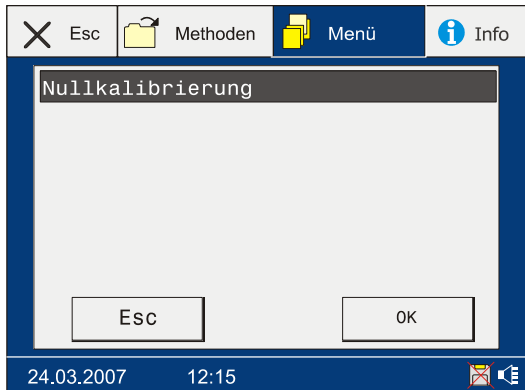 Esc Methoden Menü Info
Nullkalibrierung
Esc OK
24.03.2007 12:15